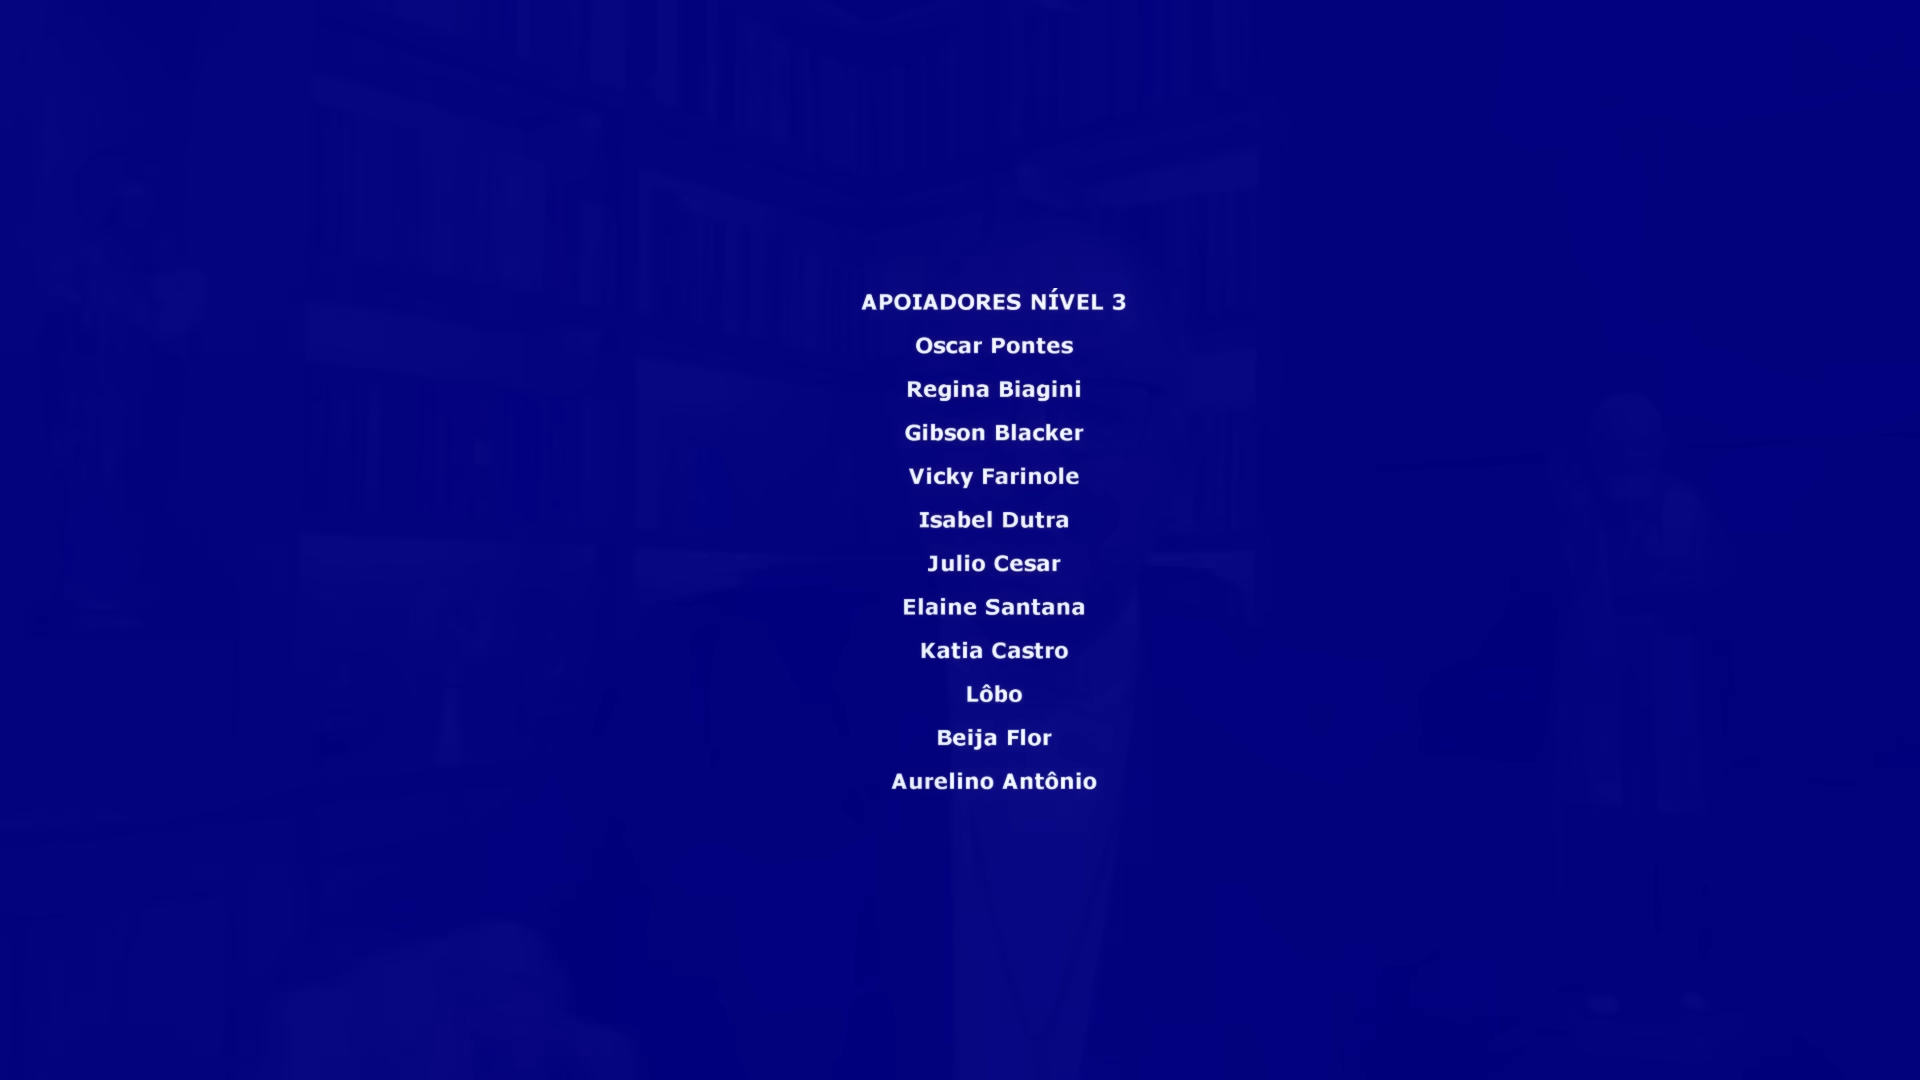 APOIADORES NÍVEL 3
Oscar Pontes
Regina Biagini
Gibson Blacker
Vicky Farinole
Isabel Dutra
Julio Cesar
Elaine Santana
Katia Castro
Lôbo
Beija Flor
Aurelino Antônio